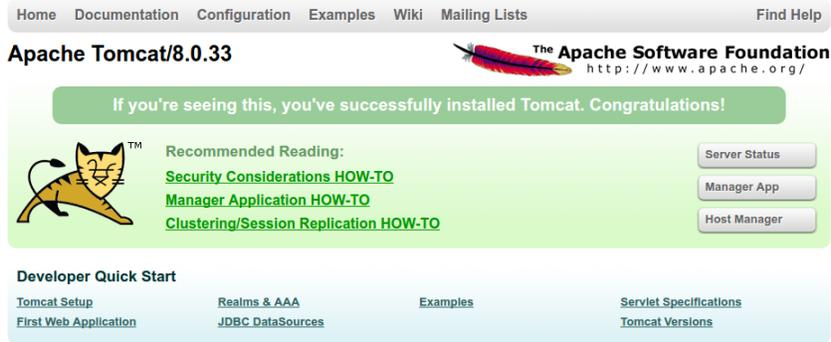 Home Documentation Configuration Examples Wiki Mailing Lists Find Help
Apache Tomcat/8.0.33
The Apache Software Foundation
http://www.apache.org/
If you're seeing this, you've successfully installed Tomcat. Congratulations!
TM
Recommended Reading:
Security Considerations HOW-TO
Manager Application HOW-TO
Clustering/Session Replication HOW-TO
Server Status
Manager App
Host Manager
Developer Quick Start
Tomcat Setup Realms & AAA Examples Servlet Specifications
First Web Application JDBC DataSources Tomcat Versions